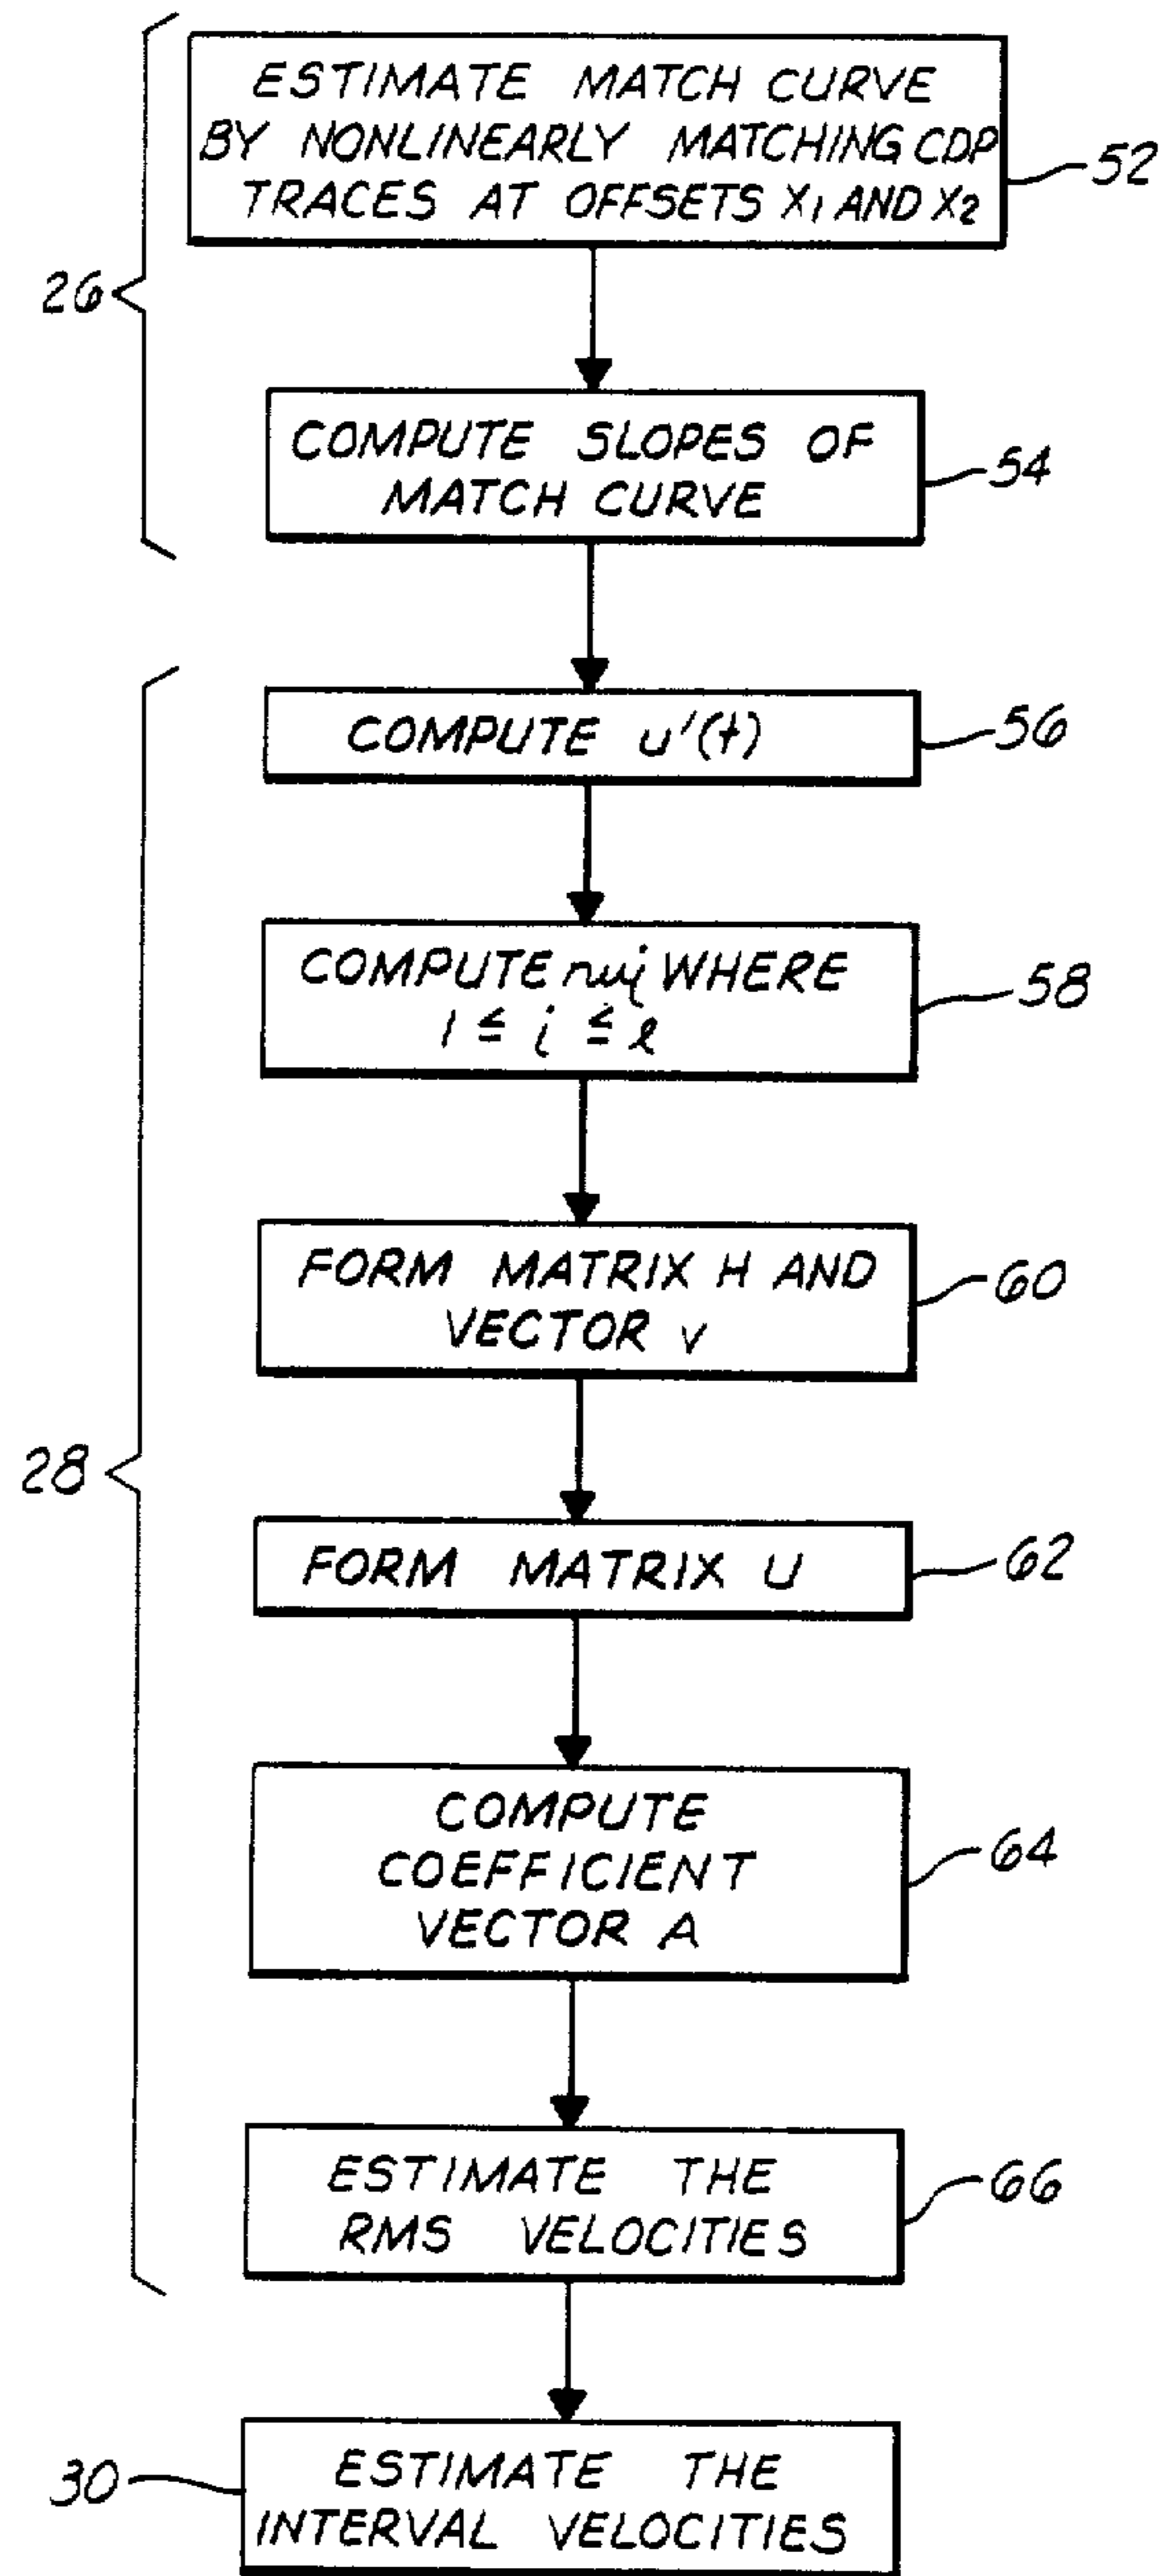 ESTIMATE MATCH CURVE
BY NONLINEARLY MATCHING CDP
TRACES AT OFFSETS X1 AND X2
52
26
COMPUTE SLOPES OF
MATCH CURVE
54
COMPUTE u'(t)
56
COMPUTE nwj WHERE
1 ≤ j ≤ l
58
FORM MATRIX H AND
VECTOR V
60
28
FORM MATRIX U
62
COMPUTE
COEFFICIENT
VECTOR A
64
ESTIMATE THE
RMS VELOCITIES
66
30
ESTIMATE THE
INTERVAL VELOCITIES